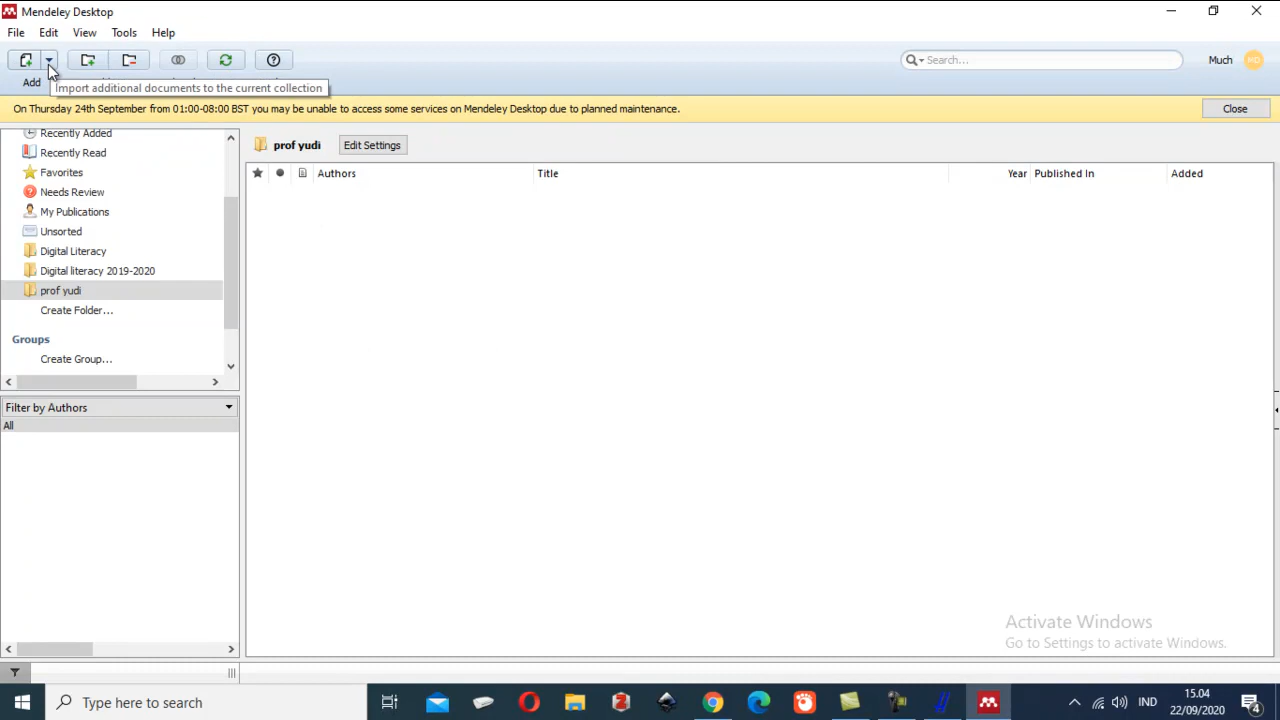 Mendeley Desktop
File Edit View Tools Help
Search...
Much MD
Add
Import additional documents to the current collection
On Thursday 24th September from 01:00-08:00 BST you may be unable to access some services on Mendeley Desktop due to planned maintenance.
Close
Recently Added
Recently Read
Favorites
Needs Review
My Publications
Unsorted
Digital Literacy
Digital literacy 2019-2020
prof yudi
Create Folder...
Groups
Create Group...
Filter by Authors
All
prof yudi Edit Settings
Authors Title Year Published In Added
Activate Windows
Go to Settings to activate Windows.
Type here to search
IND
15.04
22/09/2020
4